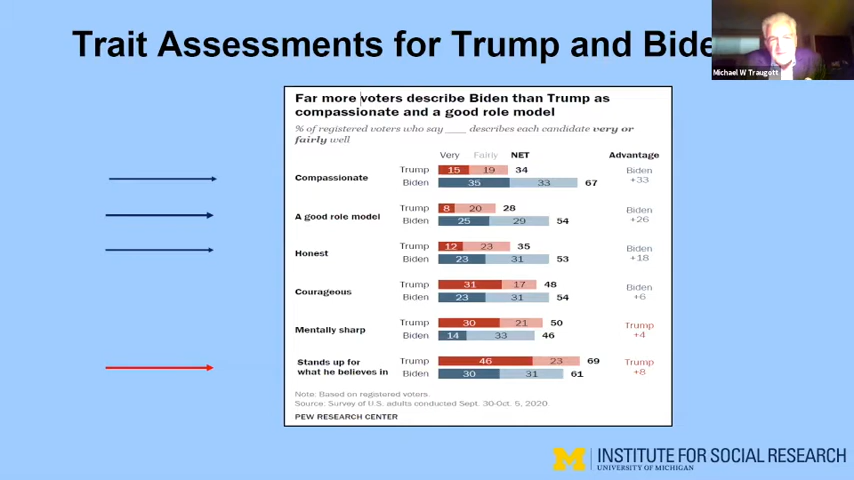 Trait Assessments for Trump and Bide
Michael W Traugott
Far more voters describe Biden than Trump as
compassionate and a good role model
% of registered voters who say ____ describes each candidate very or
fairly well
Very Fairly NET Advantage
Compassionate
Trump 15 19 34
Biden 35 33 67
Biden
+33
A good role model
Trump 8 20 28
Biden 25 29 54
Biden
+26
Honest
Trump 12 23 35
Biden 23 31 53
Biden
+18
Courageous
Trump 31 17 48
Biden 23 31 54
Biden
+6
Mentally sharp
Trump 30 21 50
Biden 14 33 46
Trump
+4
Stands up for
what he believes in
Trump 46 23 69
Biden 30 31 61
Trump
+8
Note: Based on registered voters.
Source: Survey of U.S. adults conducted Sept. 30-Oct. 5, 2020.
PEW RESEARCH CENTER
M INSTITUTE FOR SOCIAL RESEARCH
UNIVERSITY OF MICHIGAN